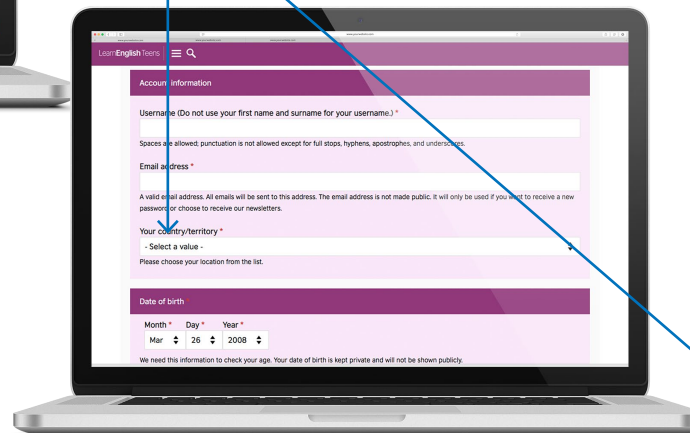 LearnEnglish Teens
Account information
Username (Do not use your first name and surname for your username.) *
Spaces are allowed; punctuation is not allowed except for full stops, hyphens, apostrophes, and underscores.
Email address *
A valid email address. All emails will be sent to this address. The email address is not made public. It will only be used if you want to receive a new
password or choose to receive our newsletters.
Your country/territory *
- Select a value -
Please choose your location from the list.
Date of birth
Month * Day * Year *
Mar 26 2008
We need this information to check your age. Your date of birth is kept private and will not be shown publicly.